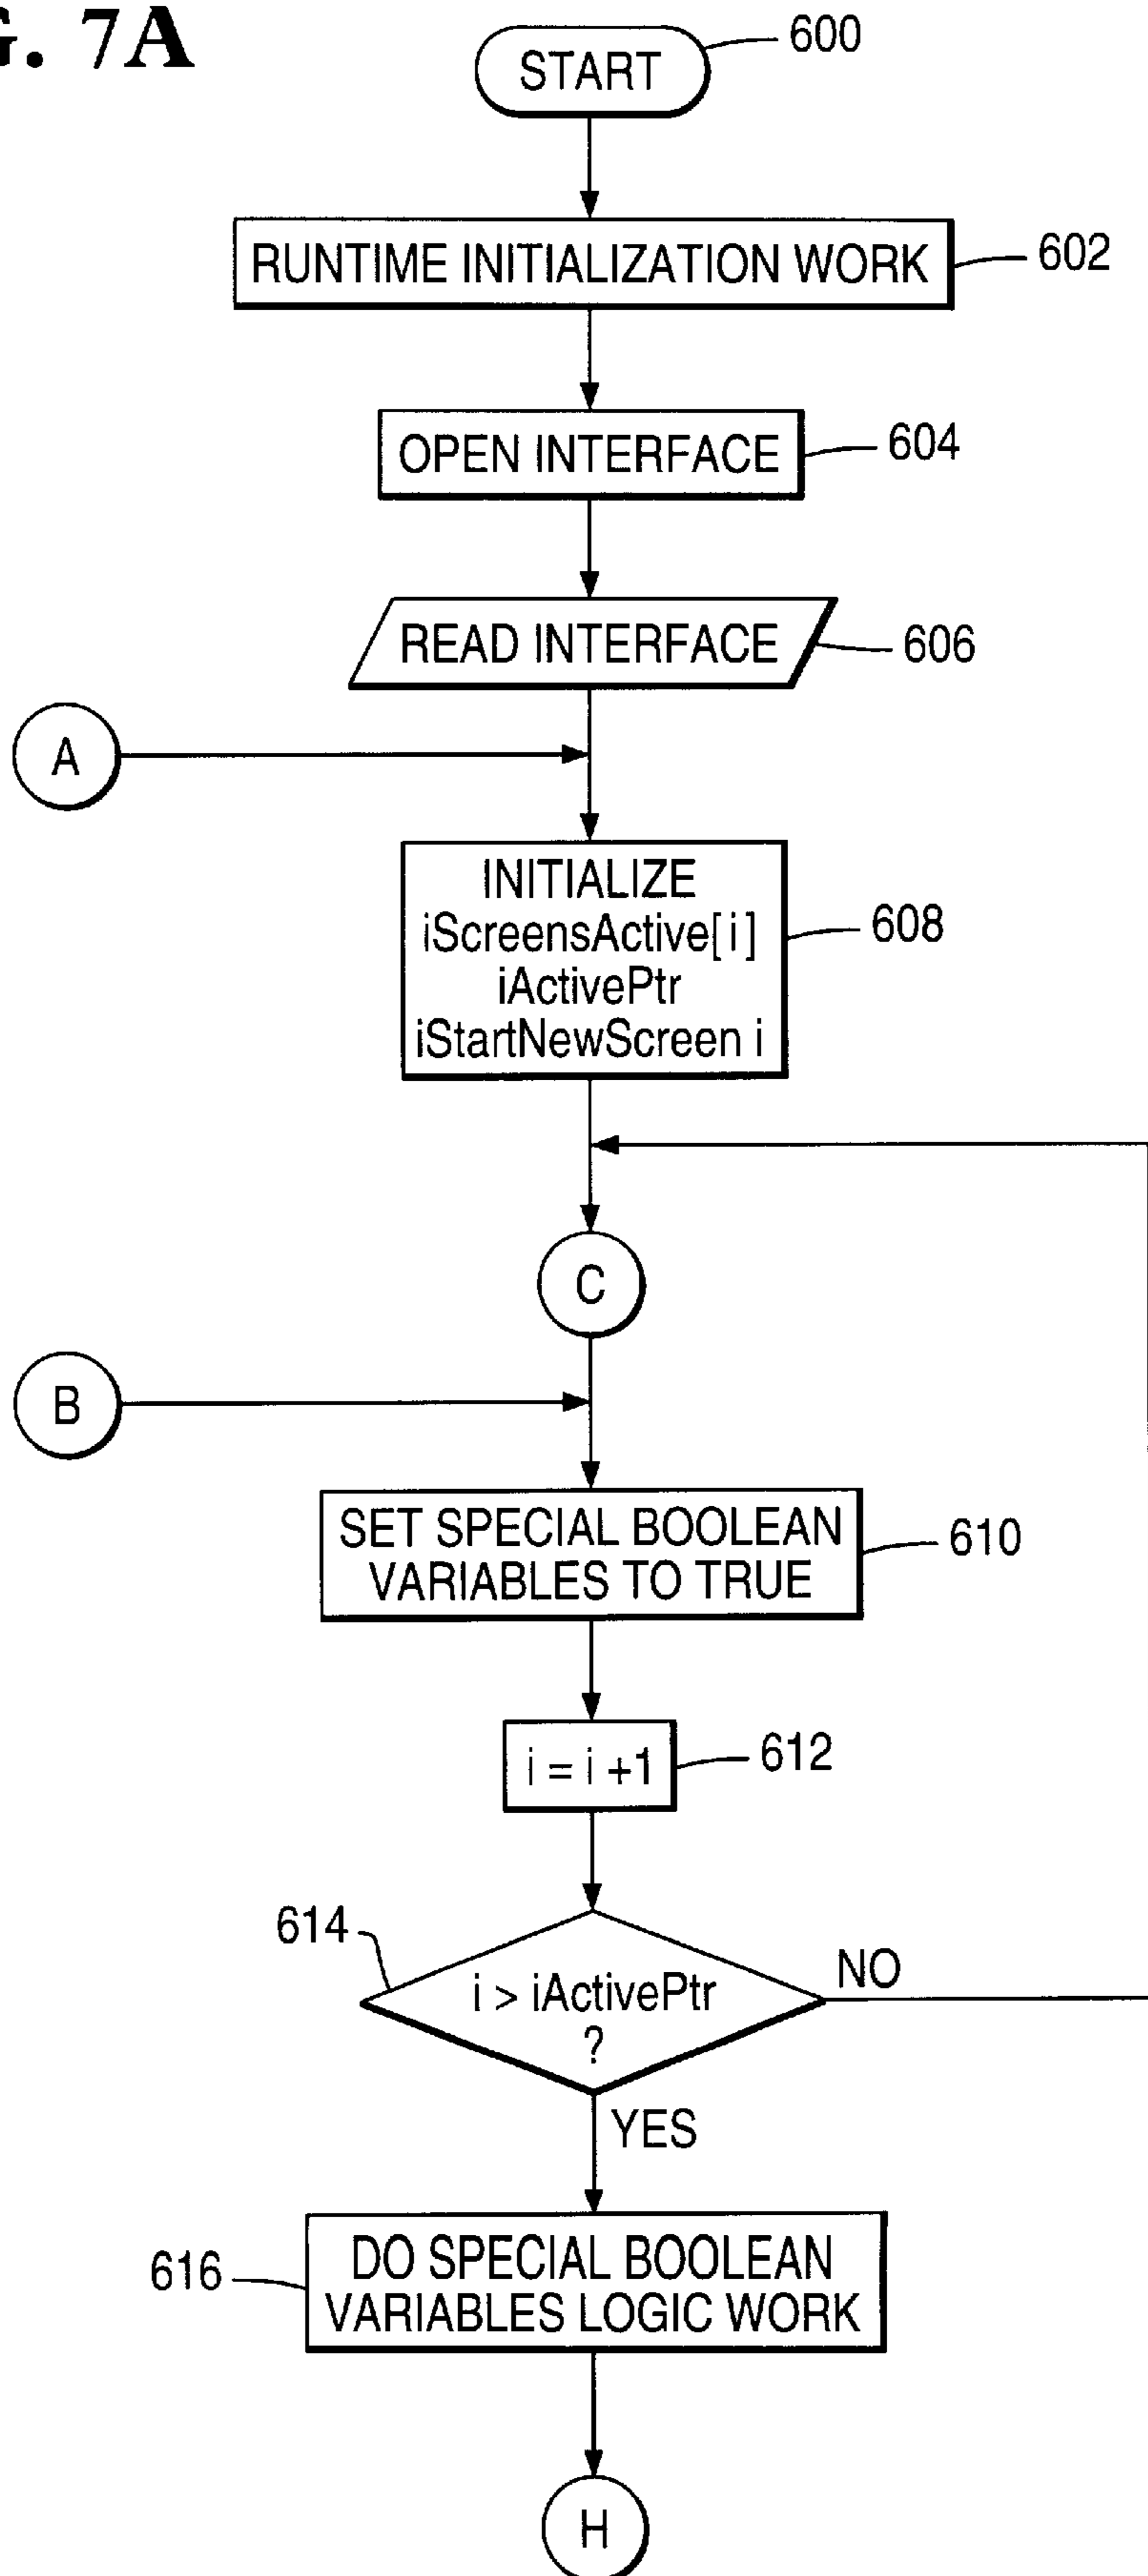 G. 7A
START
600
RUNTIME INITIALIZATION WORK
602
OPEN INTERFACE
604
READ INTERFACE
606
A
INITIALIZE
iScreensActive[ i ]
iActivePtr
iStartNewScreen i
608
C
B
SET SPECIAL BOOLEAN
VARIABLES TO TRUE
610
i = i +1
612
614
i > iActivePtr
?
NO
YES
616
DO SPECIAL BOOLEAN
VARIABLES LOGIC WORK
H